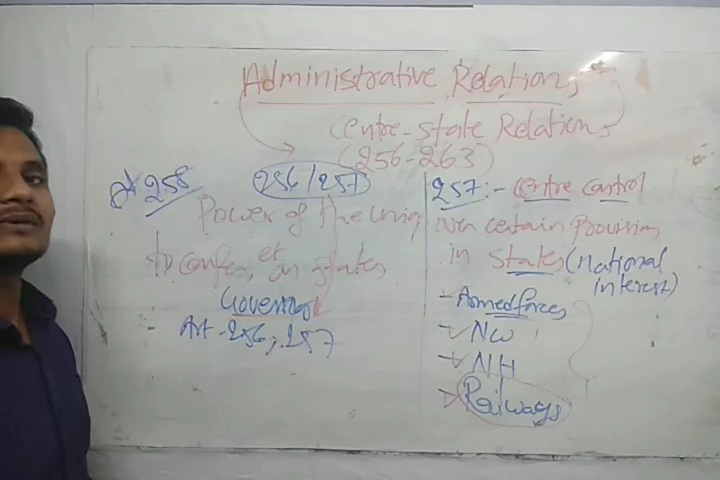 Administrative Relations
Centre-state Relations
(256-263)
Art 258
256/257
Power of the union
to confer, etc on states
Governor
Art-256, 257
257:- Centre Control
over certain Provisions
in States (national
interest)
- Armed forces
- NW
- NH
- Railways